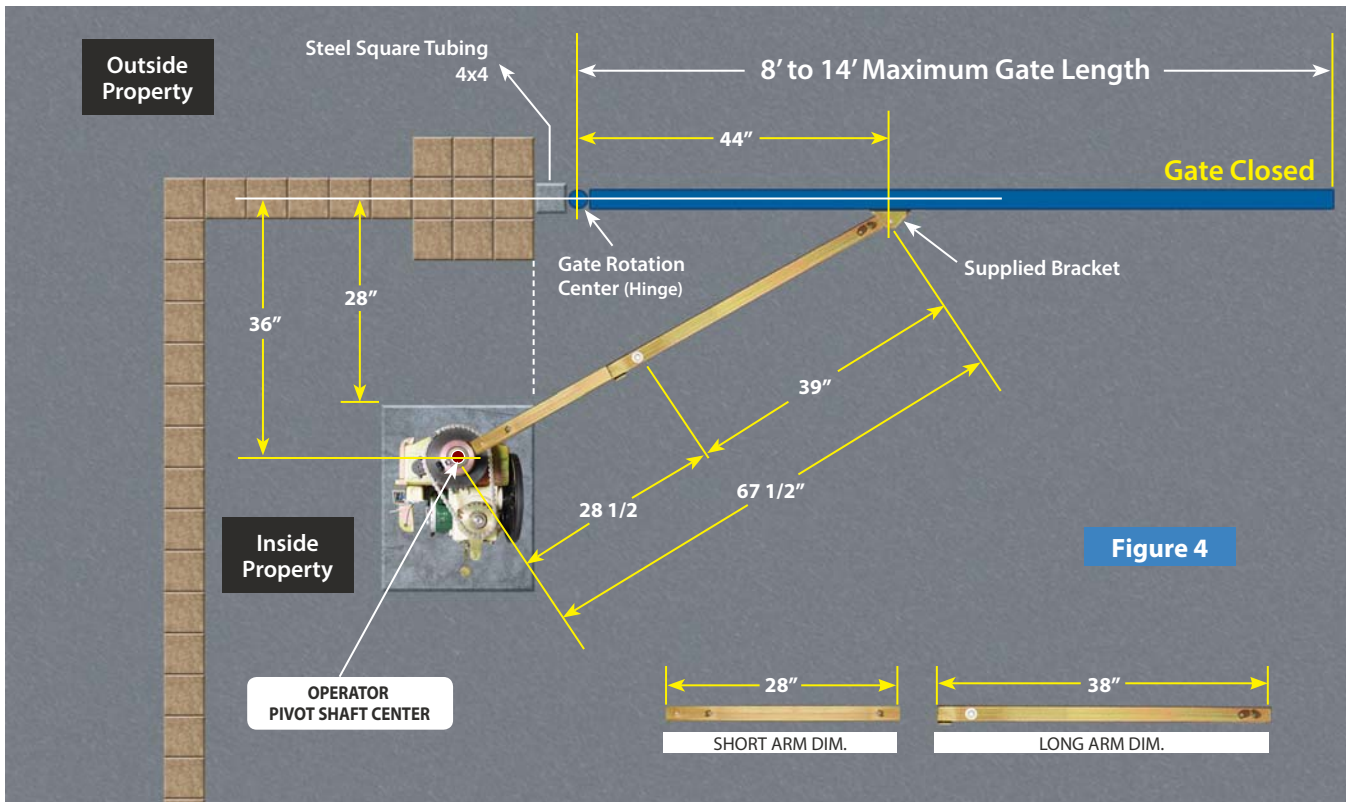 Outside
Property
Steel Square Tubing
4x4
8’ to 14’ Maximum Gate Length
44”
Gate Closed
Gate Rotation
Center (Hinge)
Supplied Bracket
28”
36”
39”
28 1/2
67 1/2”
Inside
Property
Figure 4
OPERATOR
PIVOT SHAFT CENTER
28”
SHORT ARM DIM.
38”
LONG ARM DIM.